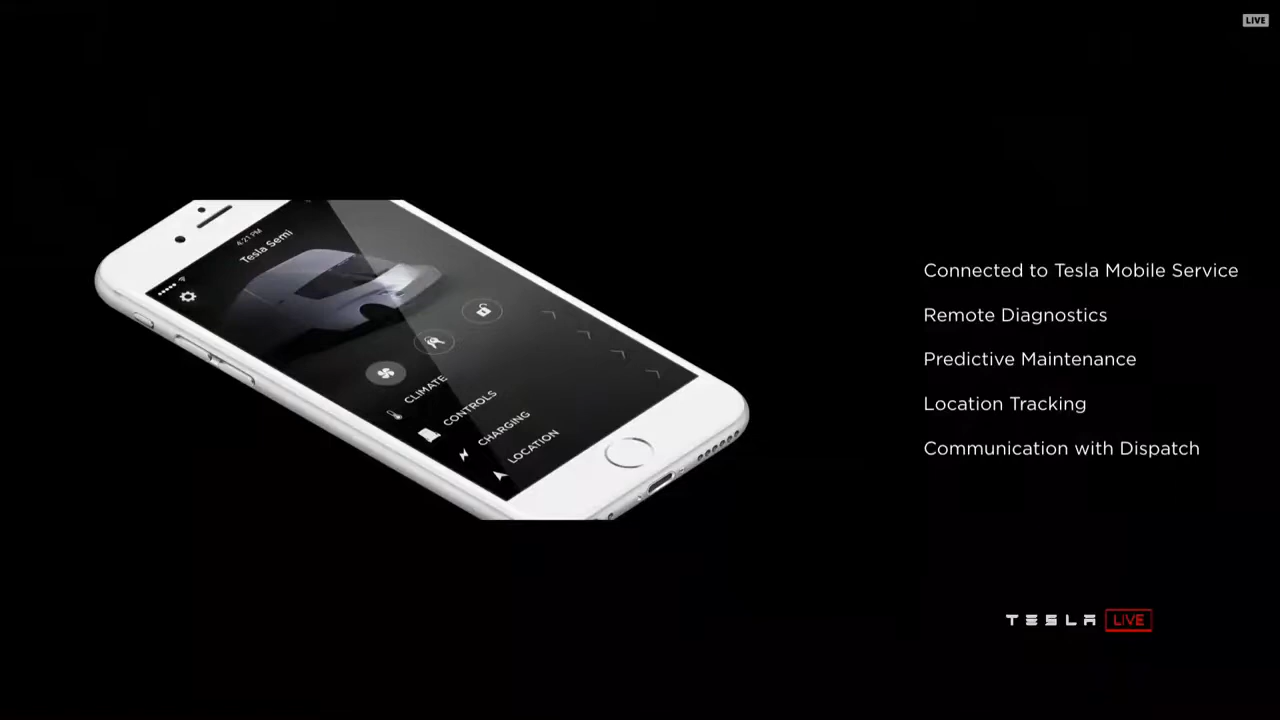 LIVE
4:21 PM
Tesla Semi
CLIMATE
CONTROLS
CHARGING
LOCATION
Connected to Tesla Mobile Service
Remote Diagnostics
Predictive Maintenance
Location Tracking
Communication with Dispatch
TESLA LIVE